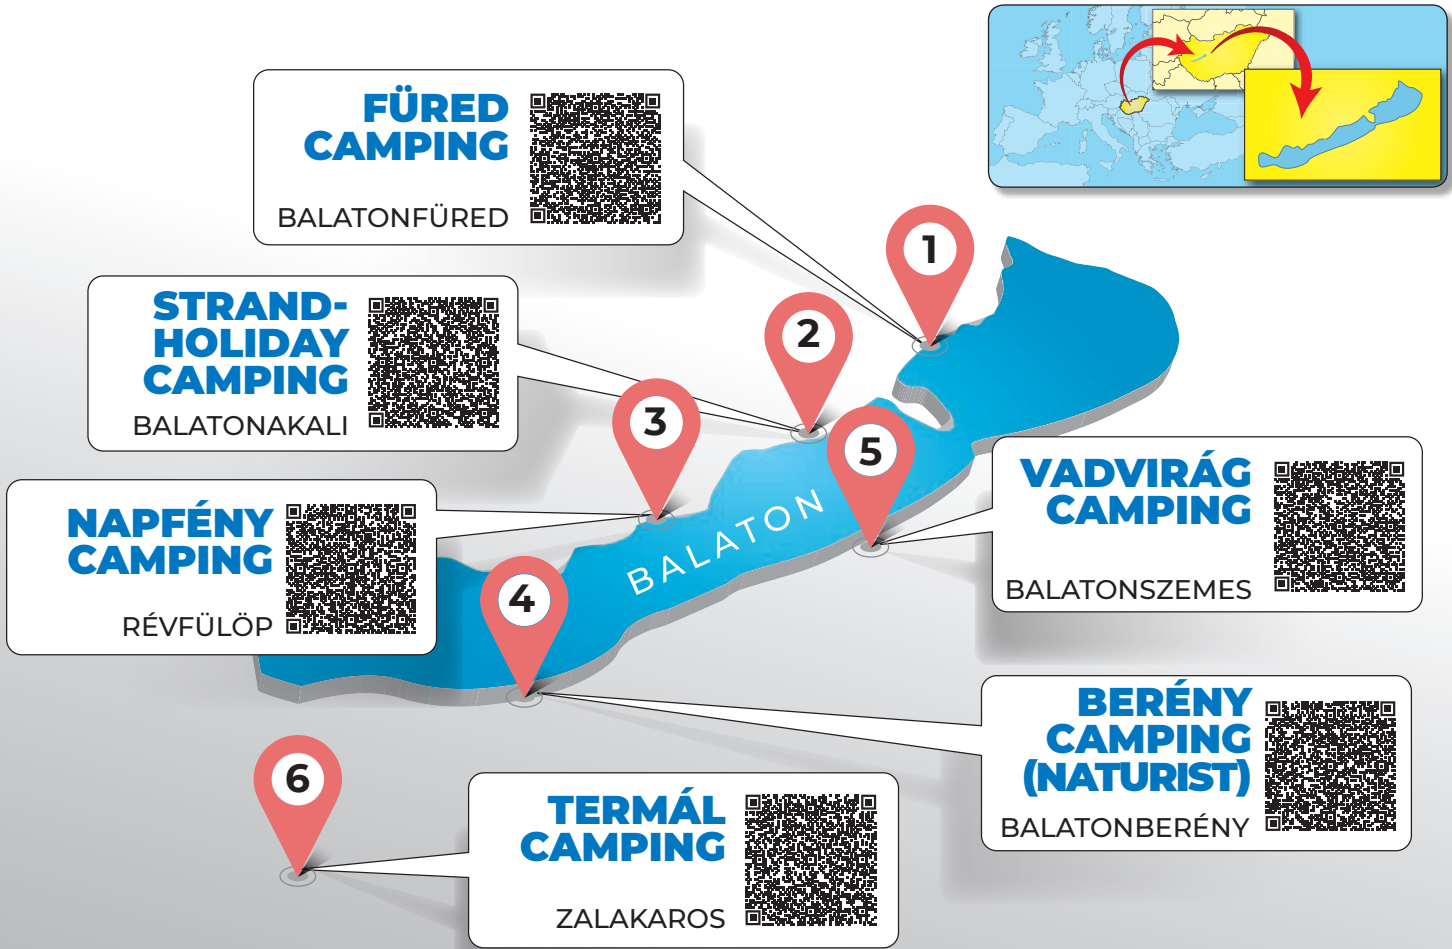 FÜRED
CAMPING
BALATONFÜRED
1
STRAND-
HOLIDAY
CAMPING
BALATONAKALI
2
3
5
NAPFÉNY
CAMPING
RÉVFÜLÖP
4
BALATON
VADVIRÁG
CAMPING
BALATONSZEMES
BERÉNY
CAMPING
(NATURIST)
BALATONBERÉNY
6
TERMÁL
CAMPING
ZALAKAROS